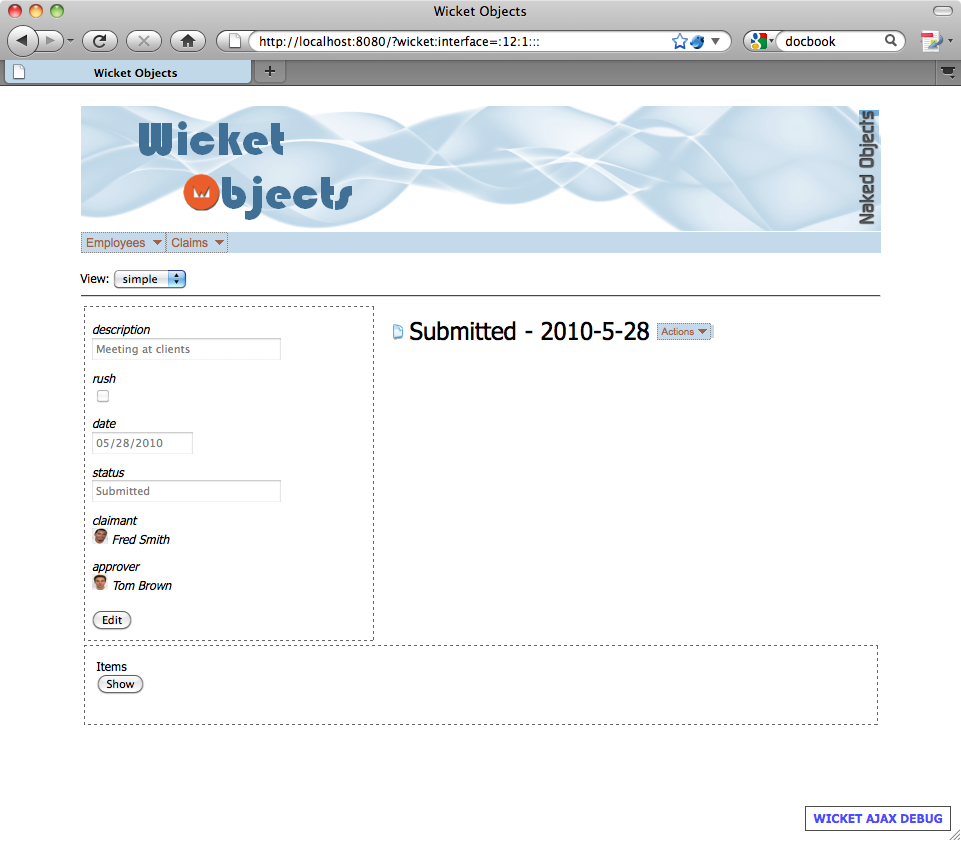 Wicket Objects
http://localhost:8080/?wicket:interface=:12:1:::
docbook
Wicket Objects
Wicket
Objects
Naked Objects
Employees Claims
View: simple
Submitted - 2010-5-28 Actions
description
Meeting at clients
rush
date
05/28/2010
status
Submitted
claimant
Fred Smith
approver
Tom Brown
Edit
Items
Show
WICKET AJAX DEBUG